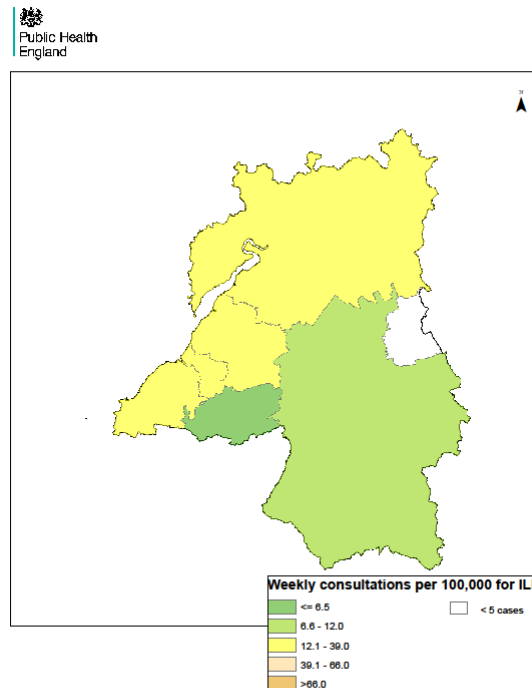 Public Health
England
Weekly consultations per 100,000 for IL
<= 6.5
< 5 cases
6.6 - 12.0
12.1 - 39.0
39.1 - 66.0
>66.0